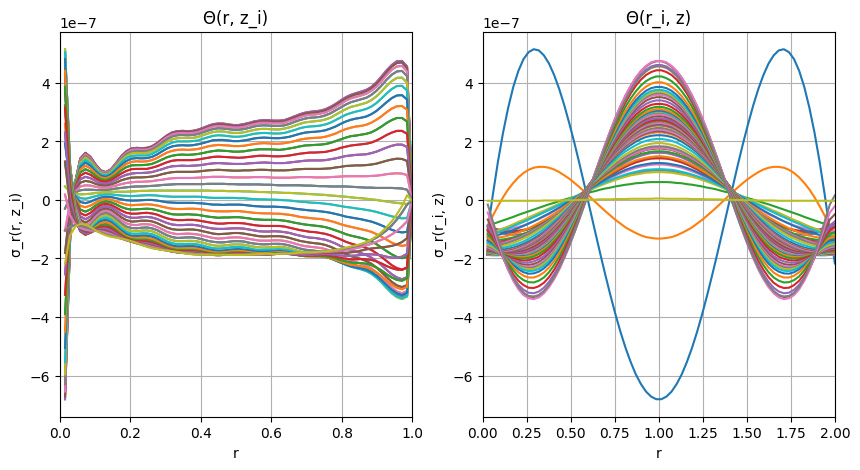 Θ(r, z_i)
1e−7
σ_r(r, z_i)
4
2
0
−2
−4
−6
0.0 0.2 0.4 0.6 0.8 1.0
r
Θ(r_i, z)
1e−7
σ_r(r_i, z)
4
2
0
−2
−4
−6
0.00 0.25 0.50 0.75 1.00 1.25 1.50 1.75 2.00
r